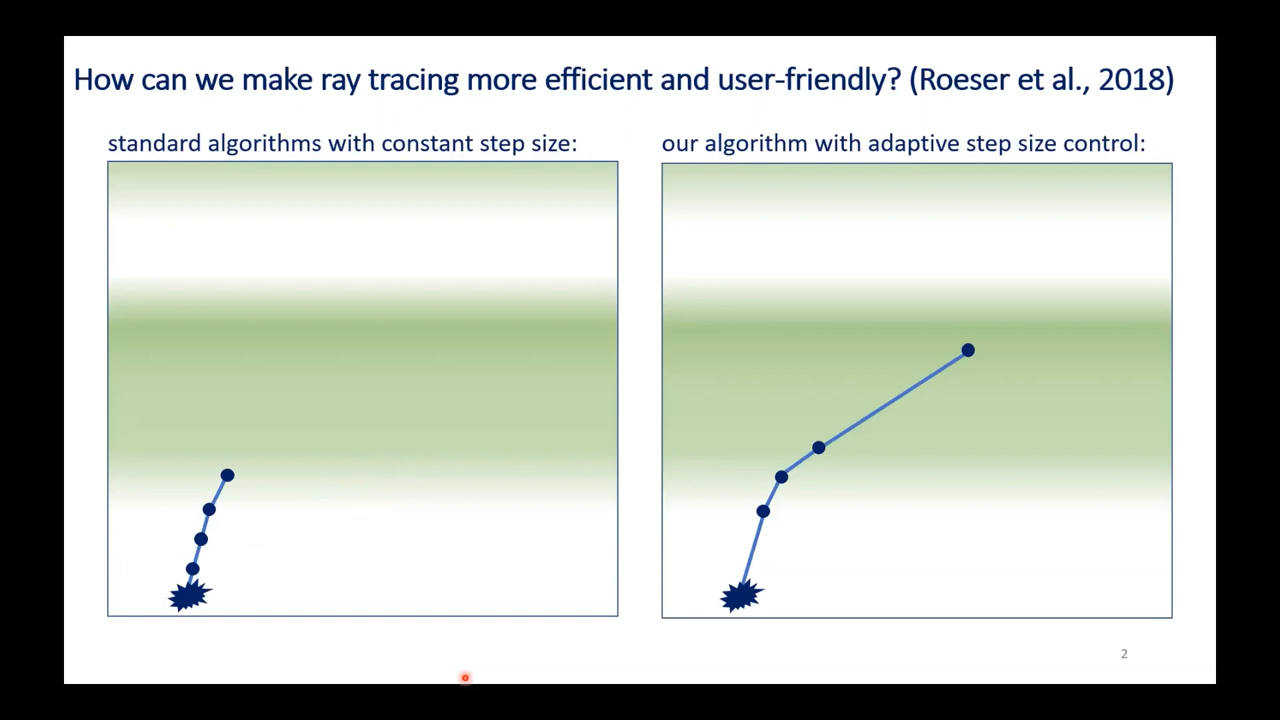 How can we make ray tracing more efficient and user-friendly? (Roeser et al., 2018)
standard algorithms with constant step size:
our algorithm with adaptive step size control:
2